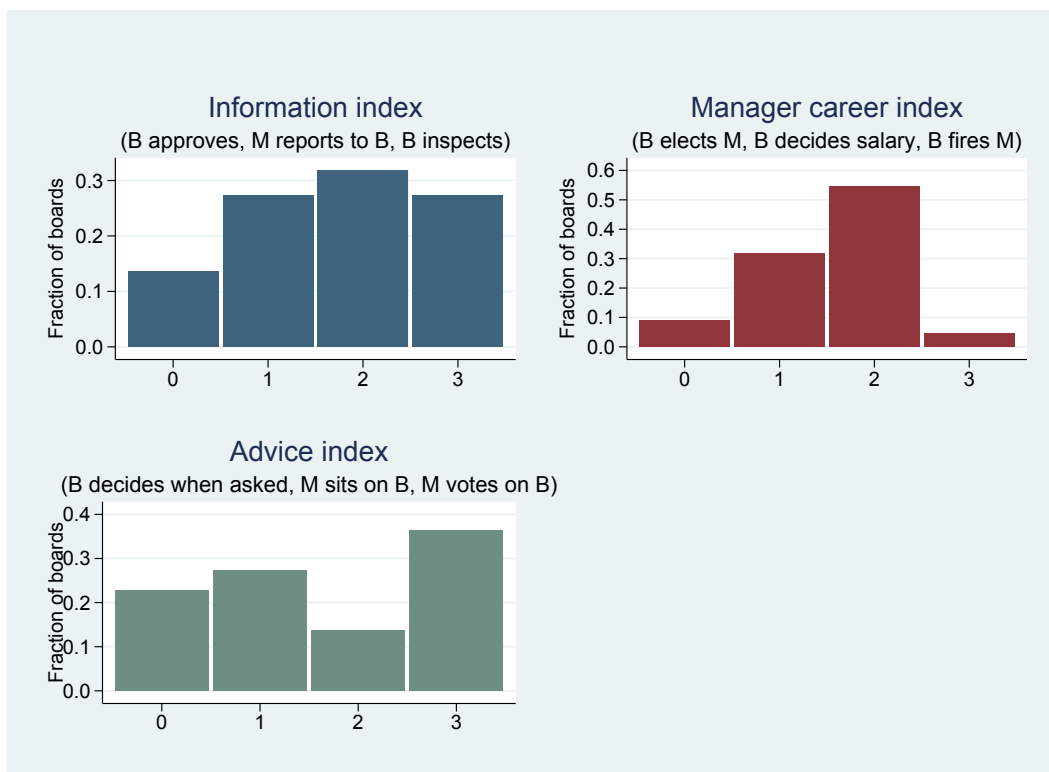 Information index
(B approves, M reports to B, B inspects)
Fraction of boards
0.3
0.2
0.1
0.0
0 1 2 3
Manager career index
(B elects M, B decides salary, B fires M)
Fraction of boards
0.6
0.5
0.4
0.3
0.2
0.1
0.0
0 1 2 3
Advice index
(B decides when asked, M sits on B, M votes on B)
Fraction of boards
0.4
0.3
0.2
0.1
0.0
0 1 2 3